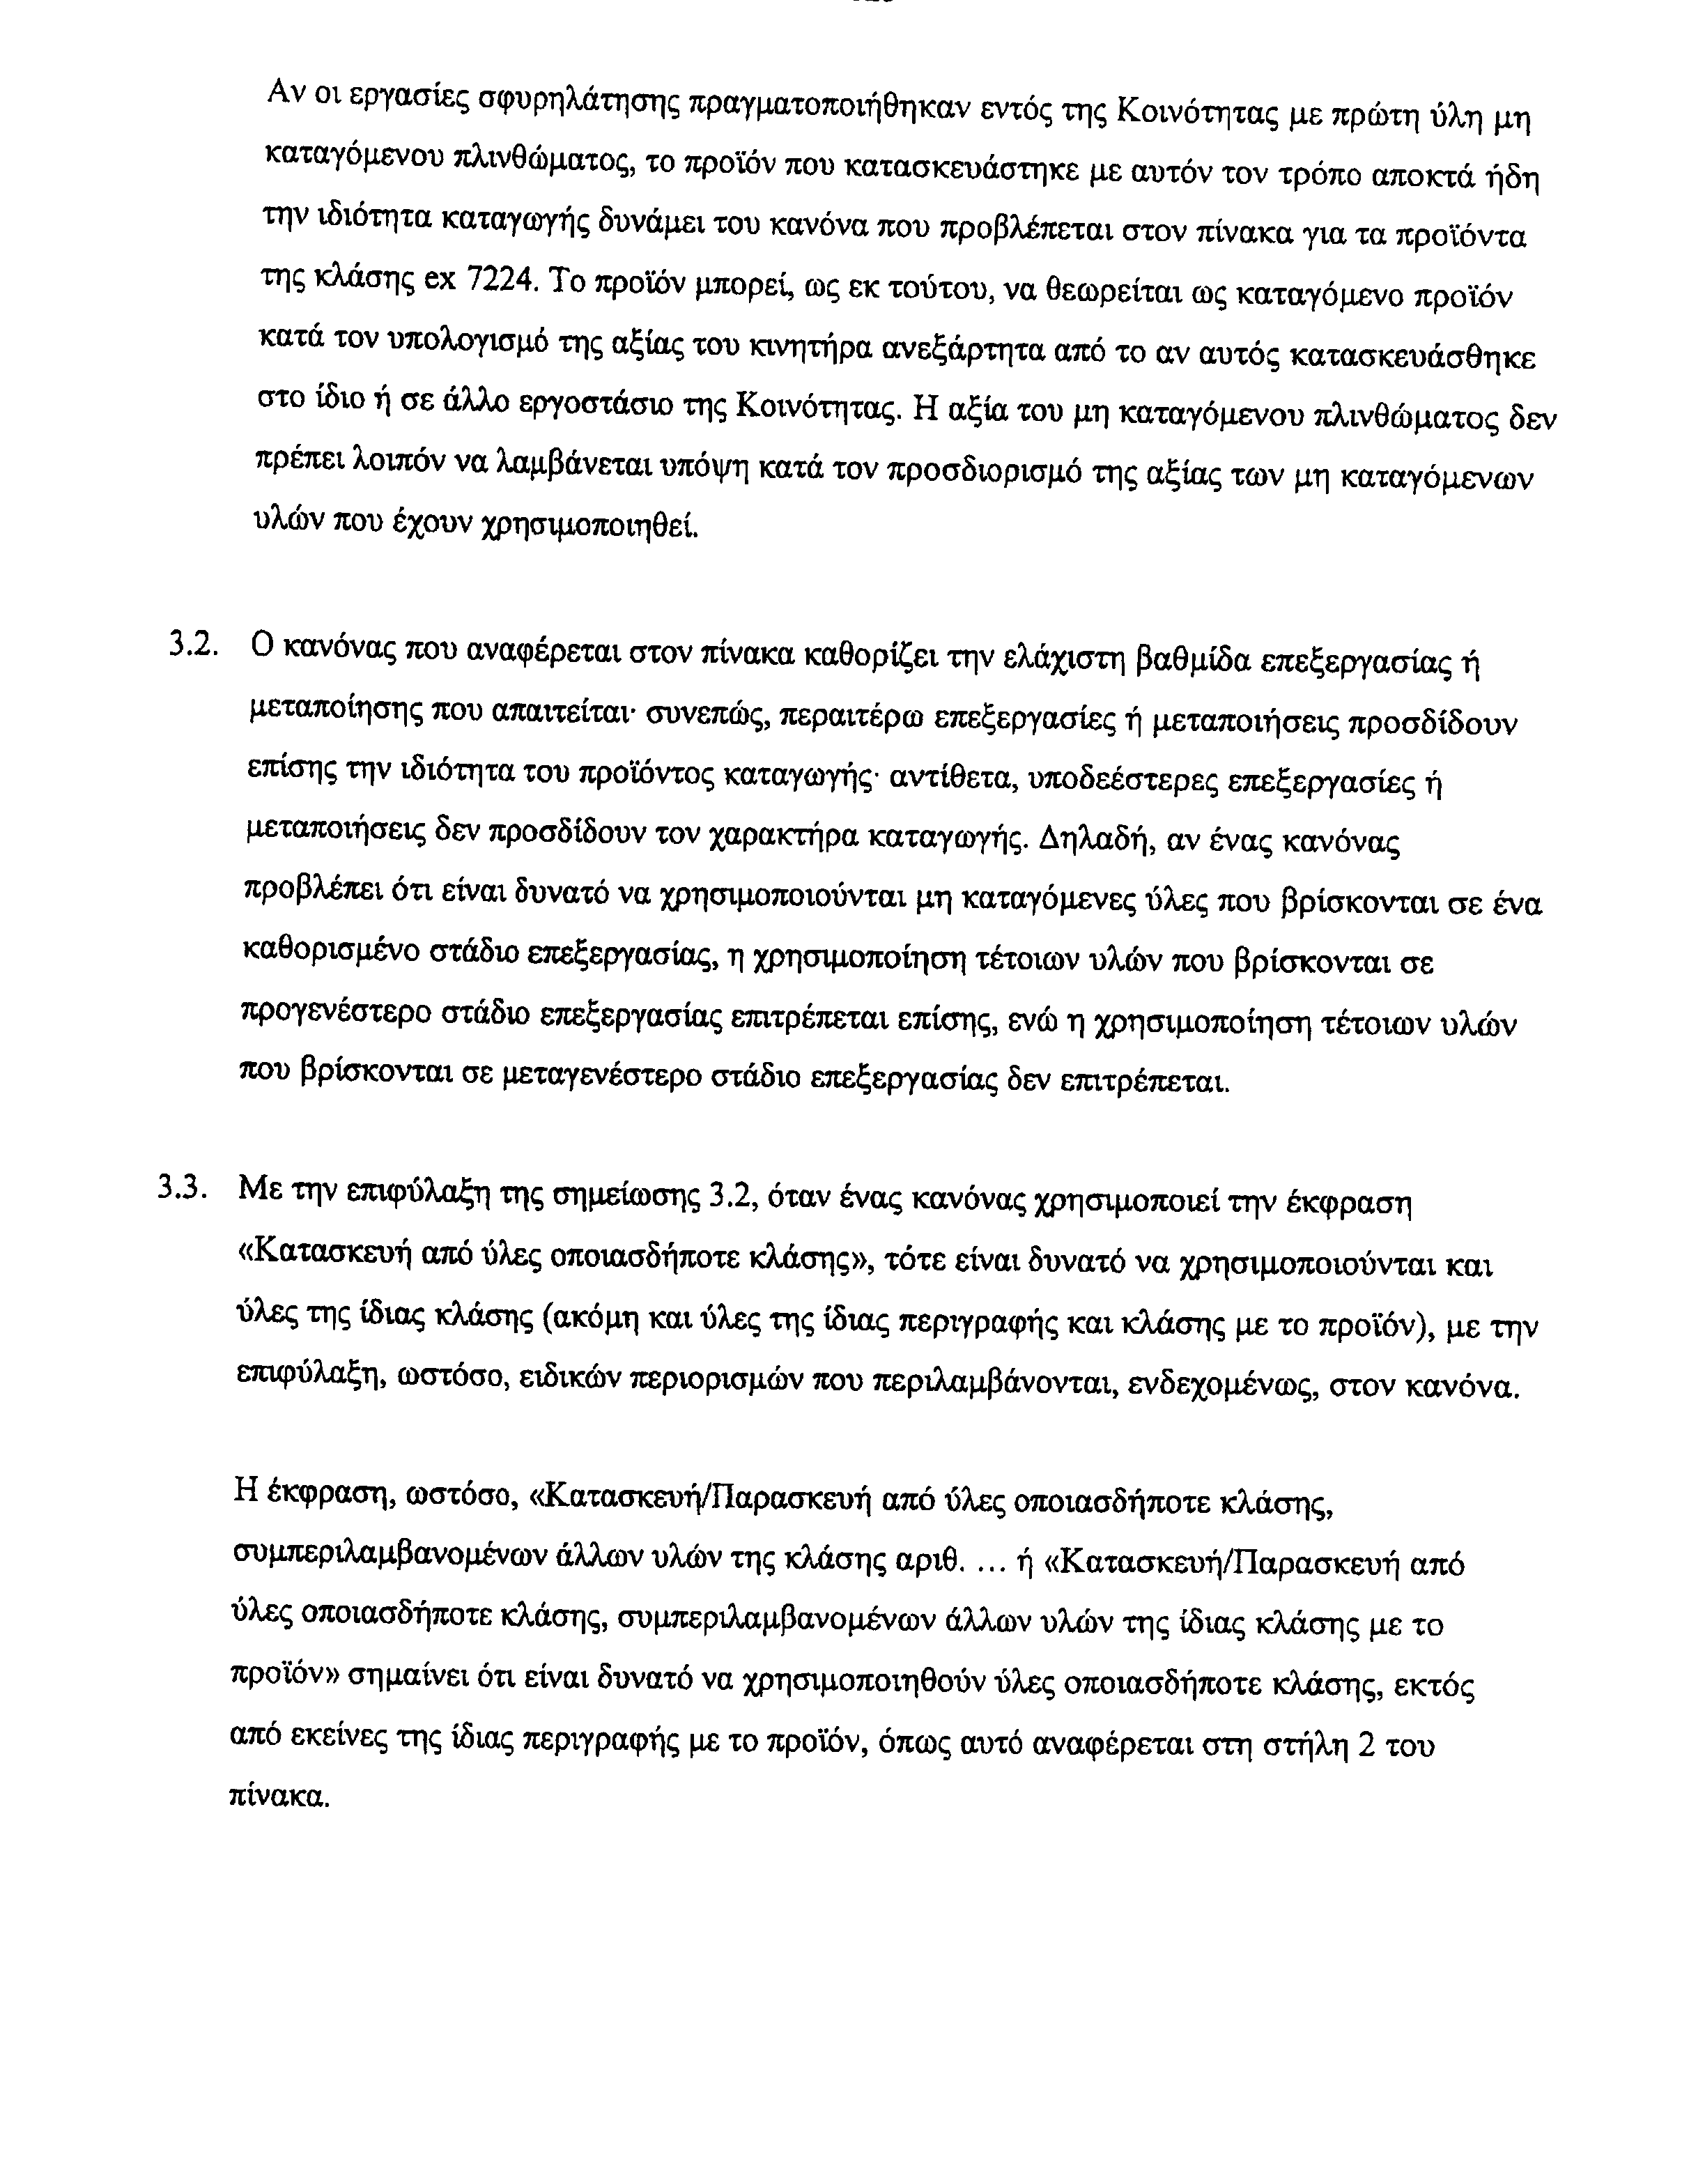 Αν οι εργασίες σφυρηλάτησης πραγματοποιήθηκαν εντός της Κοινότητας με πρώτη ύλη μη
καταγόμενου πλινθώματος, το προϊόν που κατασκευάστηκε με αυτόν τον τρόπο αποκτά ήδη
την ιδιότητα καταγωγής δυνάμει του κανόνα που προβλέπεται στον πίνακα για τα προϊόντα
της κλάσης ex 7224. Το προϊόν μπορεί, ως εκ τούτου, να θεωρείται ως καταγόμενο προϊόν
κατά τον υπολογισμό της αξίας του κινητήρα ανεξάρτητα από το αν αυτός κατασκευάσθηκε
στο ίδιο ή σε άλλο εργοστάσιο της Κοινότητας. Η αξία του μη καταγόμενου πλινθώματος δεν
πρέπει λοιπόν να λαμβάνεται υπόψη κατά τον προσδιορισμό της αξίας των μη καταγόμενων
υλών που έχουν χρησιμοποιηθεί.
3.2. Ο κανόνας που αναφέρεται στον πίνακα καθορίζει την ελάχιστη βαθμίδα επεξεργασίας ή
μεταποίησης που απαιτείται· συνεπώς, περαιτέρω επεξεργασίες ή μεταποιήσεις προσδίδουν
επίσης την ιδιότητα του προϊόντος καταγωγής· αντίθετα, υποδεέστερες επεξεργασίες ή
μεταποιήσεις δεν προσδίδουν τον χαρακτήρα καταγωγής. Δηλαδή, αν ένας κανόνας
προβλέπει ότι είναι δυνατό να χρησιμοποιούνται μη καταγόμενες ύλες που βρίσκονται σε ένα
καθορισμένο στάδιο επεξεργασίας, η χρησιμοποίηση τέτοιων υλών που βρίσκονται σε
προγενέστερο στάδιο επεξεργασίας επιτρέπεται επίσης, ενώ η χρησιμοποίηση τέτοιων υλών
που βρίσκονται σε μεταγενέστερο στάδιο επεξεργασίας δεν επιτρέπεται.
3.3. Με την επιφύλαξη της σημείωσης 3.2, όταν ένας κανόνας χρησιμοποιεί την έκφραση
«Κατασκευή από ύλες οποιασδήποτε κλάσης», τότε είναι δυνατό να χρησιμοποιούνται και
ύλες της ίδιας κλάσης (ακόμη και ύλες της ίδιας περιγραφής και κλάσης με το προϊόν), με την
επιφύλαξη, ωστόσο, ειδικών περιορισμών που περιλαμβάνονται, ενδεχομένως, στον κανόνα.
Η έκφραση, ωστόσο, «Κατασκευή/Παρασκευή από ύλες οποιασδήποτε κλάσης,
συμπεριλαμβανομένων άλλων υλών της κλάσης αριθ. ... ή «Κατασκευή/Παρασκευή από
ύλες οποιασδήποτε κλάσης, συμπεριλαμβανομένων άλλων υλών της ίδιας κλάσης με το
προϊόν» σημαίνει ότι είναι δυνατό να χρησιμοποιηθούν ύλες οποιασδήποτε κλάσης, εκτός
από εκείνες της ίδιας περιγραφής με το προϊόν, όπως αυτό αναφέρεται στη στήλη 2 του
πίνακα.